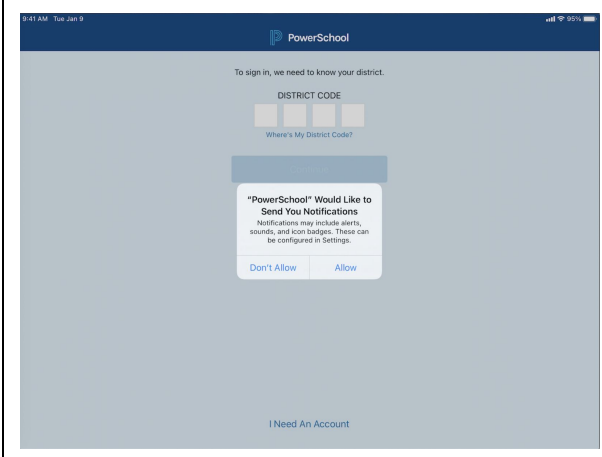 9:41 AM Tue Jan 9
95%
PowerSchool
To sign in, we need to know your district.
DISTRICT CODE
Where's My District Code?
"PowerSchool" Would Like to
Send You Notifications
Notifications may include alerts,
sounds, and icon badges. These can
be configured in Settings.
Don't Allow Allow
I Need An Account